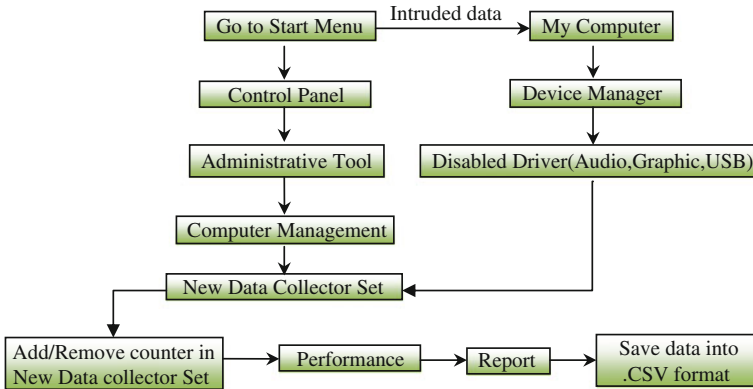 Go to Start Menu
Intruded data
My Computer
Control Panel
Device Manager
Administrative Tool
Disabled Driver(Audio,Graphic,USB)
Computer Management
New Data Collector Set
Add/Remove counter in
New Data collector Set
Performance
Report
Save data into
.CSV format